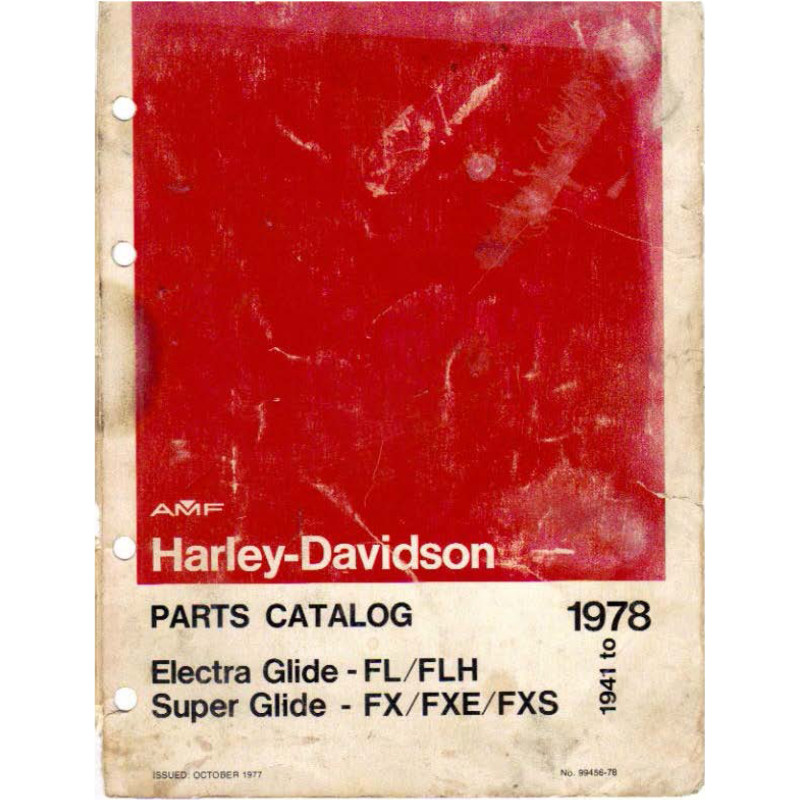 AMF
Harley-Davidson
PARTS CATALOG
1941 to 1978
Electra Glide - FL/FLH
Super Glide - FX/FXE/FXS
ISSUED: OCTOBER 1977
No. 99456-78